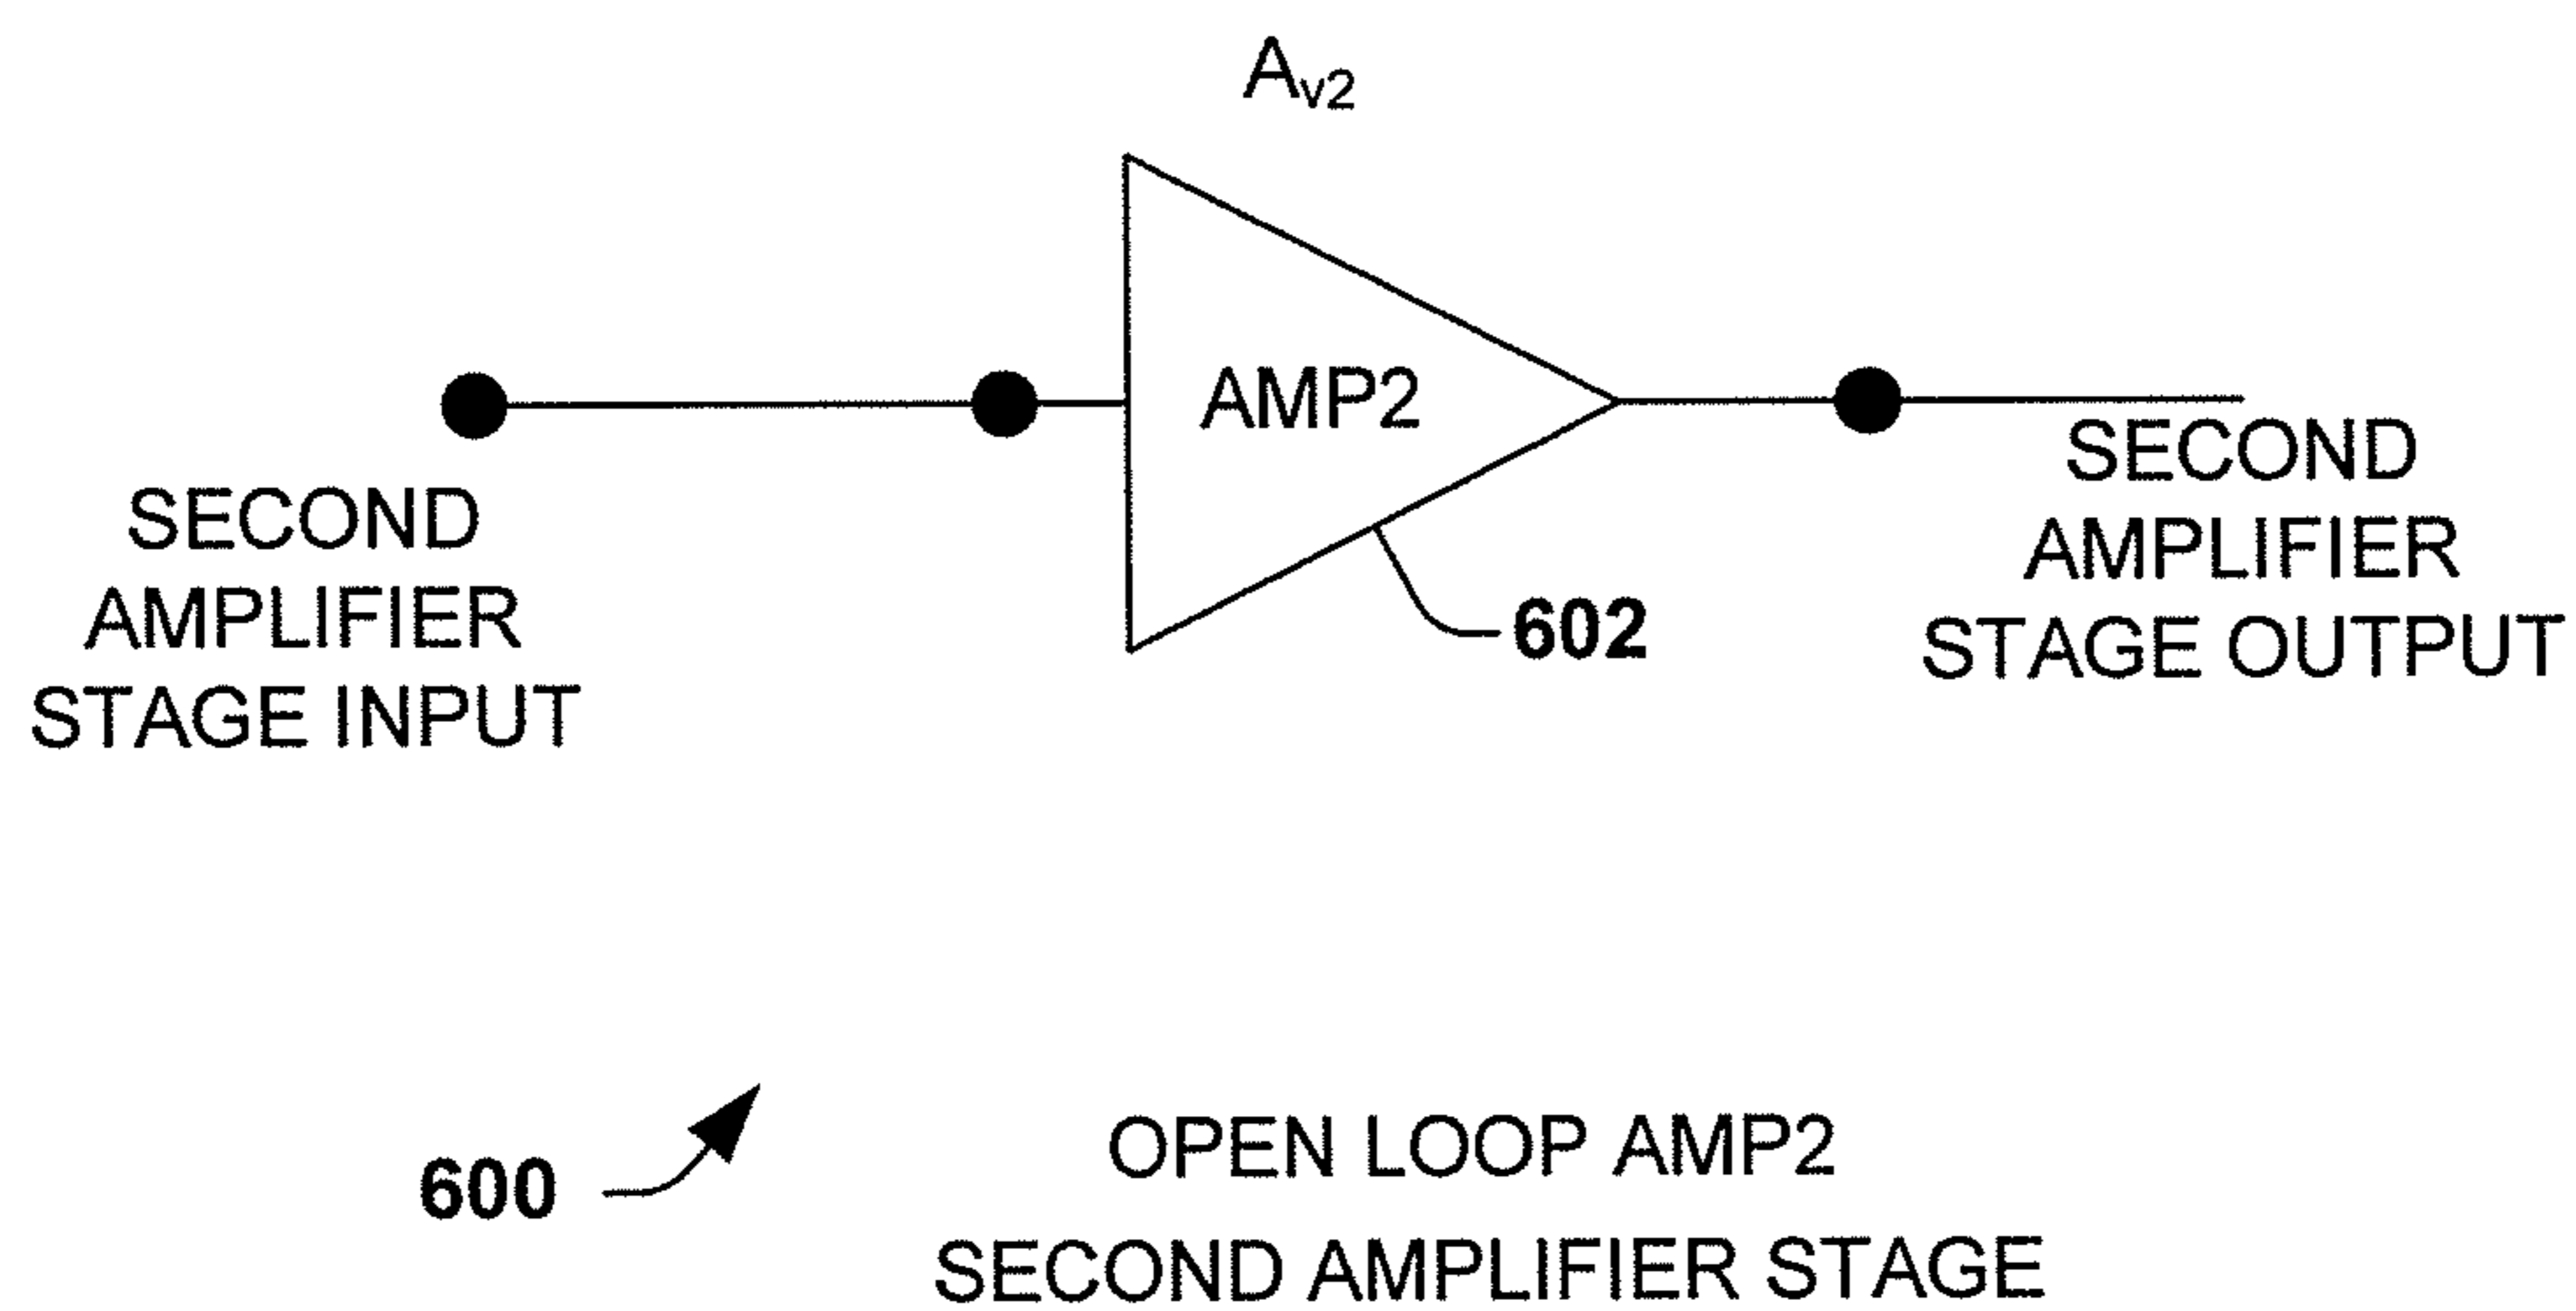 Av2
AMP2
SECOND
AMPLIFIER
STAGE INPUT
602
SECOND
AMPLIFIER
STAGE OUTPUT
600
OPEN LOOP AMP2
SECOND AMPLIFIER STAGE